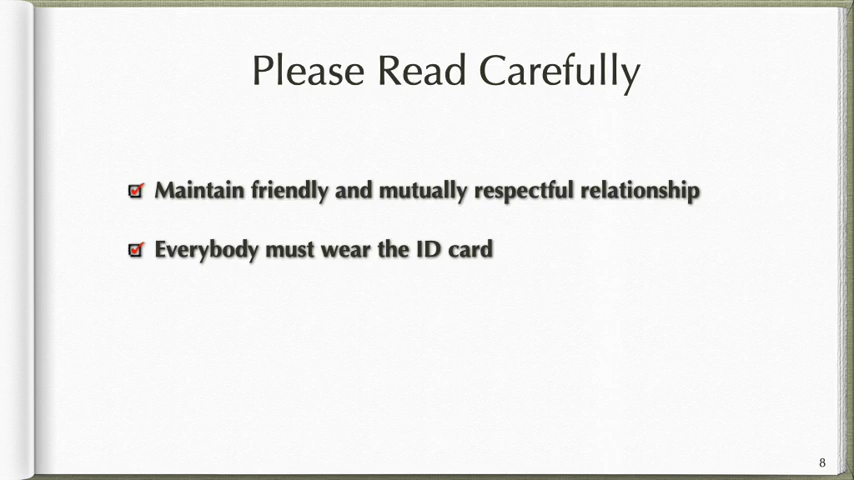 Please Read Carefully
Maintain friendly and mutually respectful relationship
Everybody must wear the ID card
8